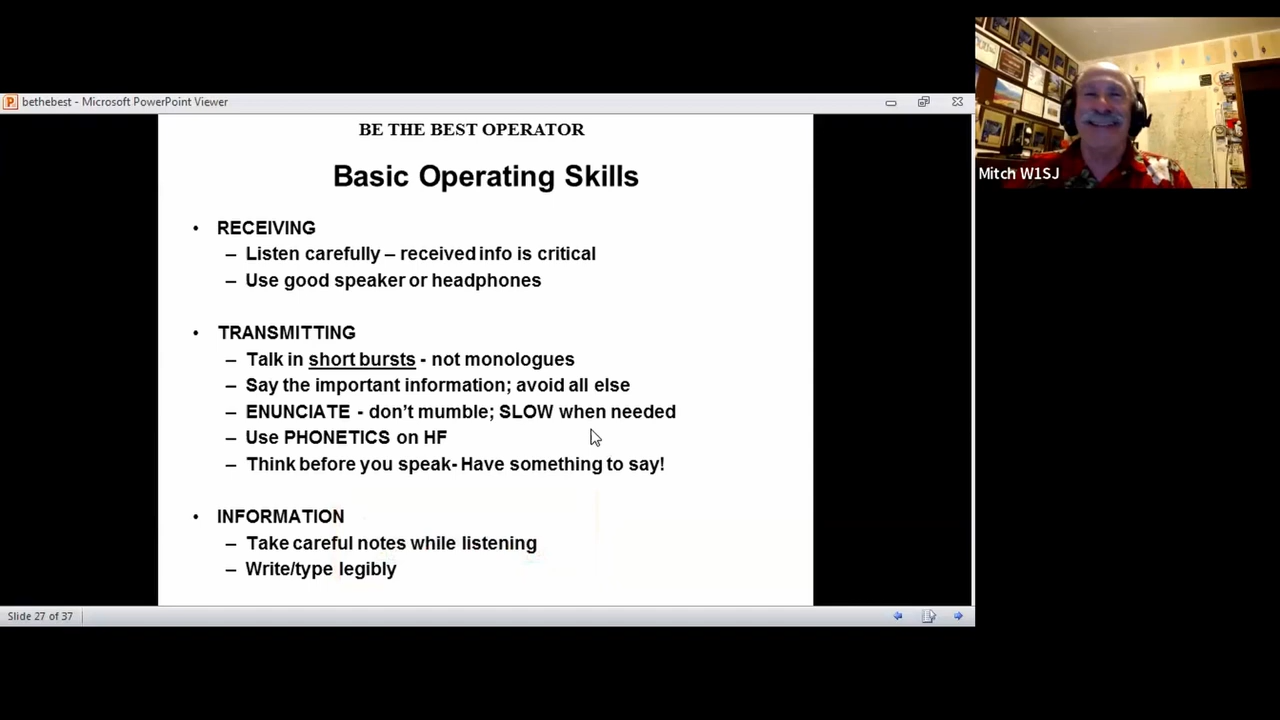 bethebest - Microsoft PowerPoint Viewer
BE THE BEST OPERATOR
Basic Operating Skills
• RECEIVING
– Listen carefully – received info is critical
– Use good speaker or headphones
• TRANSMITTING
– Talk in short bursts - not monologues
– Say the important information; avoid all else
– ENUNCIATE - don't mumble; SLOW when needed
– Use PHONETICS on HF
– Think before you speak- Have something to say!
• INFORMATION
– Take careful notes while listening
– Write/type legibly
Slide 27 of 37
Mitch W1SJ